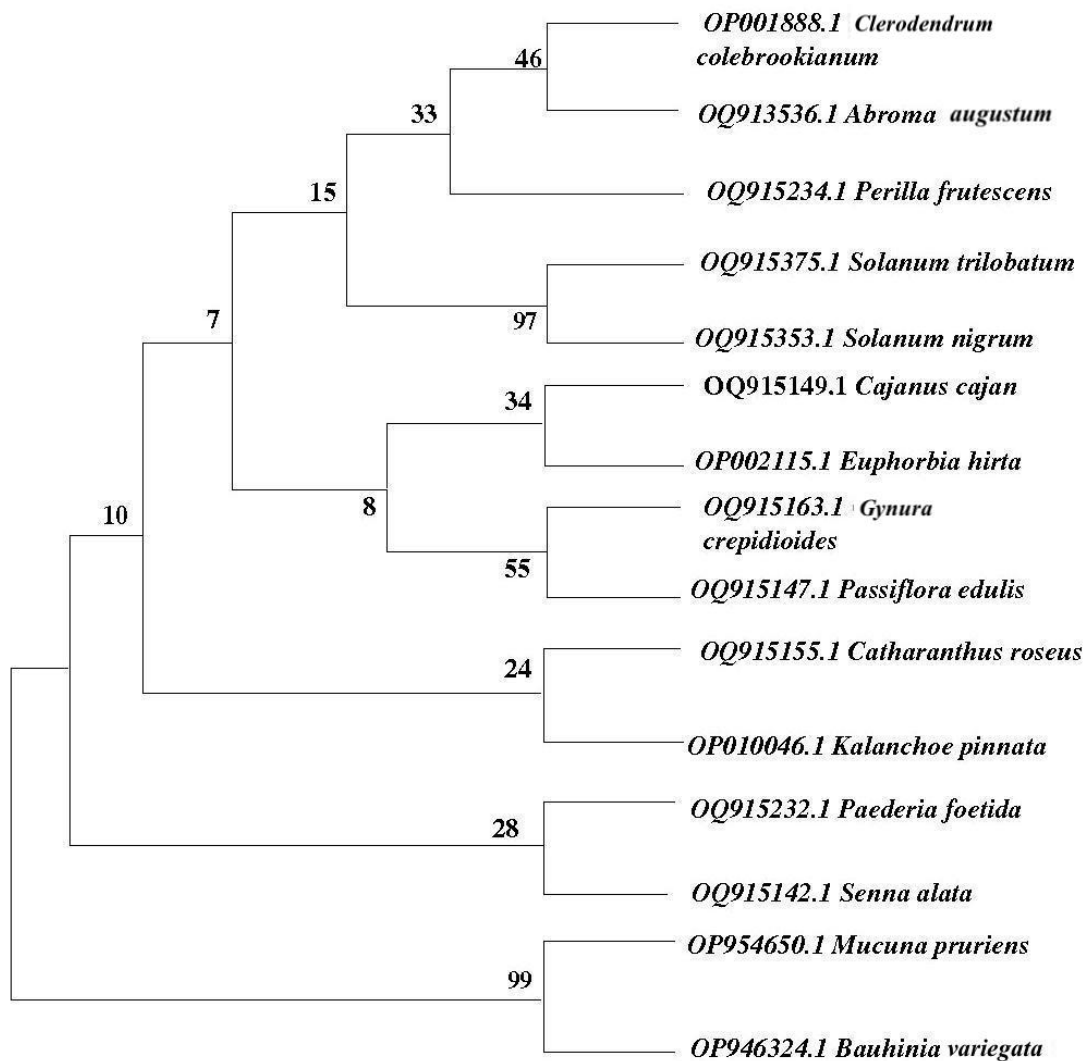 OP001888.1 Clerodendrum
colebrookianum
46
OQ913536.1 Abroma augustum
33
15
OQ915234.1 Perilla frutescens
OQ915375.1 Solanum trilobatum
7
97
OQ915353.1 Solanum nigrum
OQ915149.1 Cajanus cajan
34
OP002115.1 Euphorbia hirta
10
8
OQ915163.1 Gynura
crepidioides
55
OQ915147.1 Passiflora edulis
OQ915155.1 Catharanthus roseus
24
OP010046.1 Kalanchoe pinnata
OQ915232.1 Paederia foetida
28
OQ915142.1 Senna alata
OP954650.1 Mucuna pruriens
99
OP946324.1 Bauhinia variegata